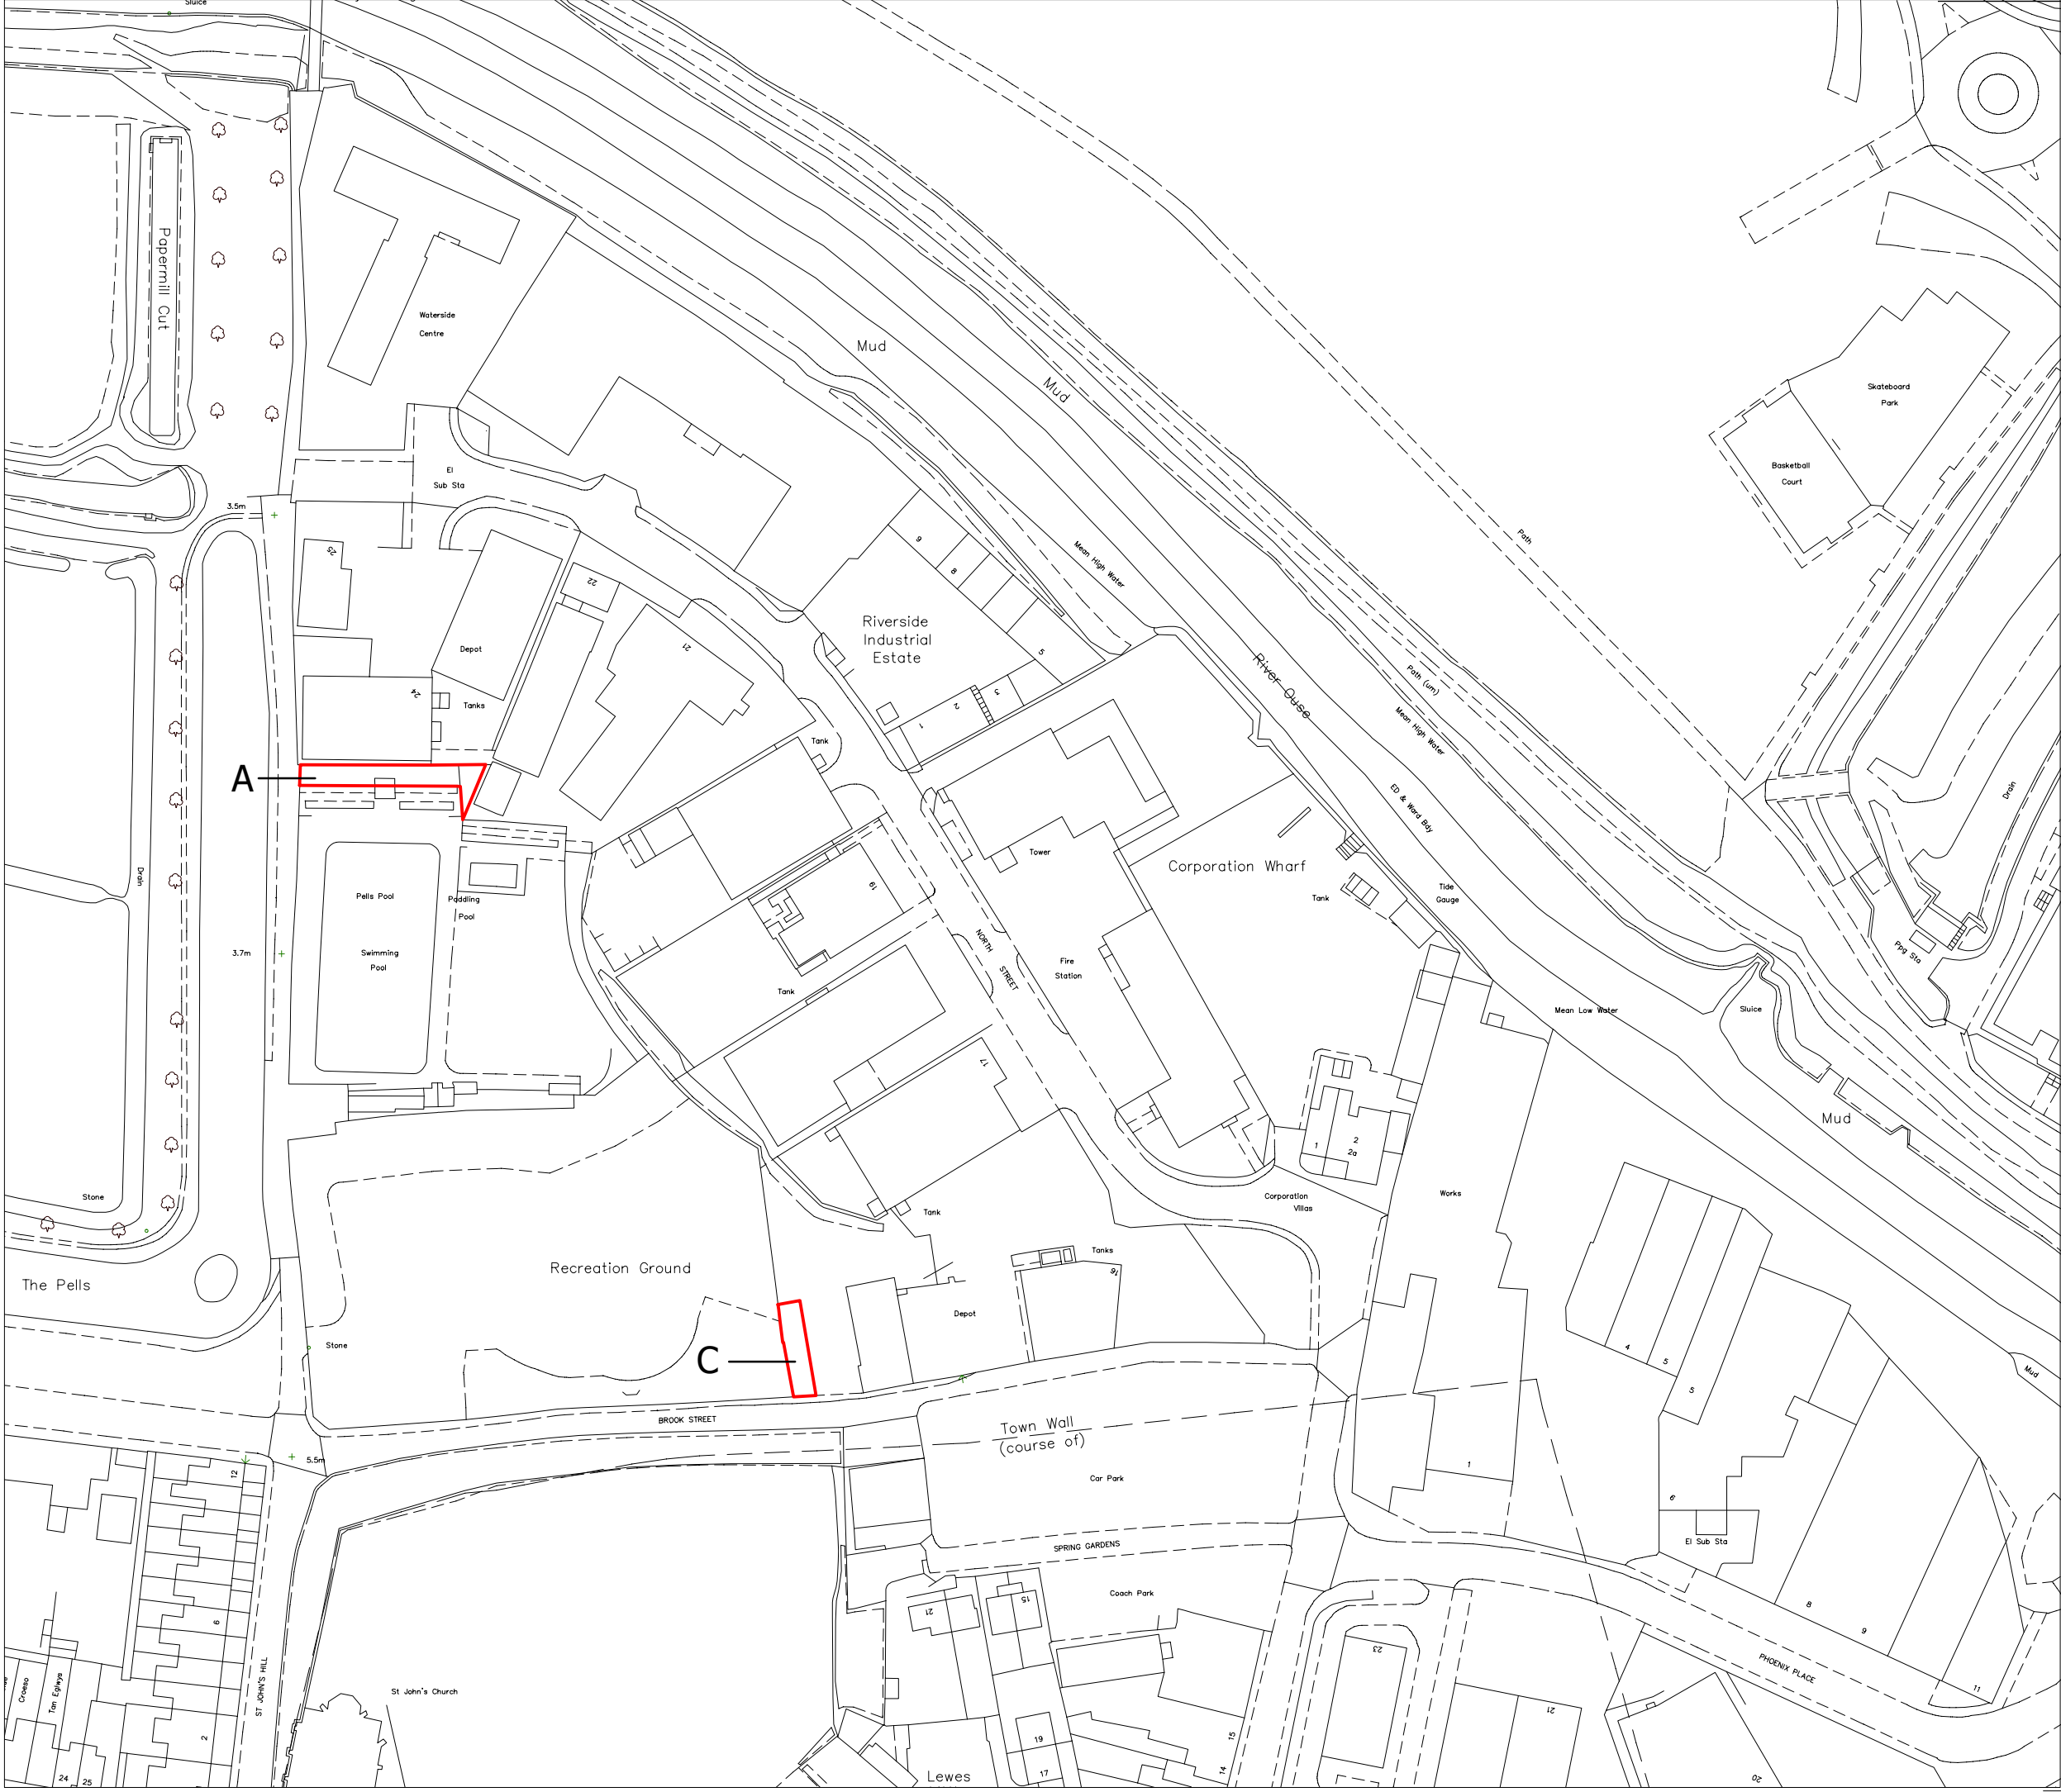 Sluice
Papermill Cut
Waterside
Centre
Mud
Mud
Skateboard
Park
Basketball
Court
El
Sub Sta
3.5m
Path
25
22
9
8
Mean High Water
Riverside
Industrial
Estate
21
Depot
5
24
Tanks
3
2
1
River Ouse
Path (um)
Mean High Water
Tank
A
ED & Ward Bdy
Drain
Tower
Corporation Wharf
Drain
Pells Pool
Paddling
Pool
19
Tide
Gauge
Tank
3.7m
Swimming
Pool
NORTH STREET
Fire
Station
Ppg Sta
Tank
Mean Low Water
Sluice
17
Mud
1
2
2a
Stone
Works
Corporation
Villas
Tank
Recreation Ground
Tanks
16
The Pells
Depot
Stone
C
4
5
5
Mud
BROOK STREET
Town Wall
(course of)
5.5m
12
Car Park
1
6
El Sub Sta
SPRING GARDENS
Coach Park
21
15
8
9
6
23
PHOENIX PLACE
11
Croeso
Tan Eglwys
ST JOHN'S HILL
St John's Church
2
21
19
15
17
14
24
25
Lewes
20